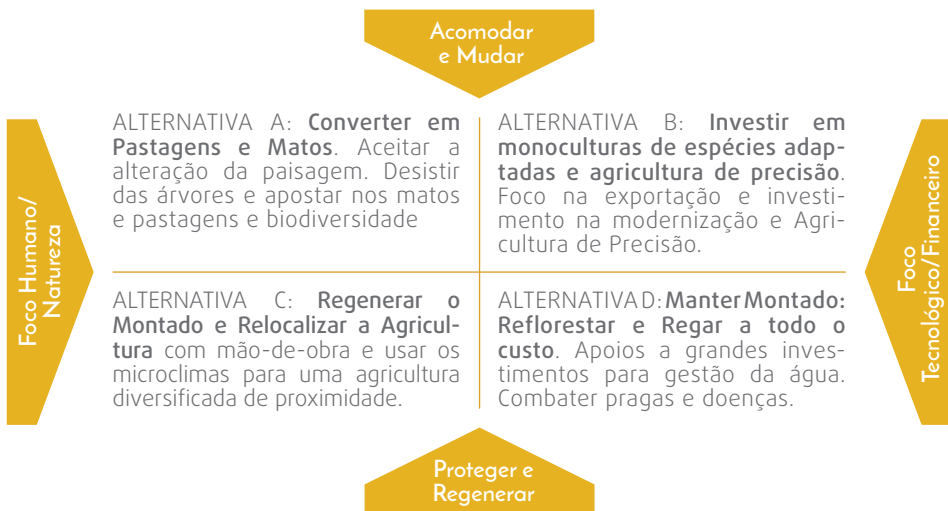 Acomodar
e Mudar
Foco Humano/
Natureza
ALTERNATIVA A: Converter em
Pastagens e Matos. Aceitar a
alteração da paisagem. Desistir
das árvores e apostar nos matos
e pastagens e biodiversidade
ALTERNATIVA B: Investir em
monoculturas de espécies adap-
tadas e agricultura de precisão.
Foco na exportação e investi-
mento na modernização e Agri-
cultura de Precisão.
Foco
Tecnológico/Financeiro
ALTERNATIVA C: Regenerar o
Montado e Relocalizar a Agricul-
tura com mão-de-obra e usar os
microclimas para uma agricultura
diversificada de proximidade.
ALTERNATIVA D: Manter Montado:
Reflorestar e Regar a todo o
custo. Apoios a grandes inves-
timentos para gestão da água.
Combater pragas e doenças.
Proteger e
Regenerar